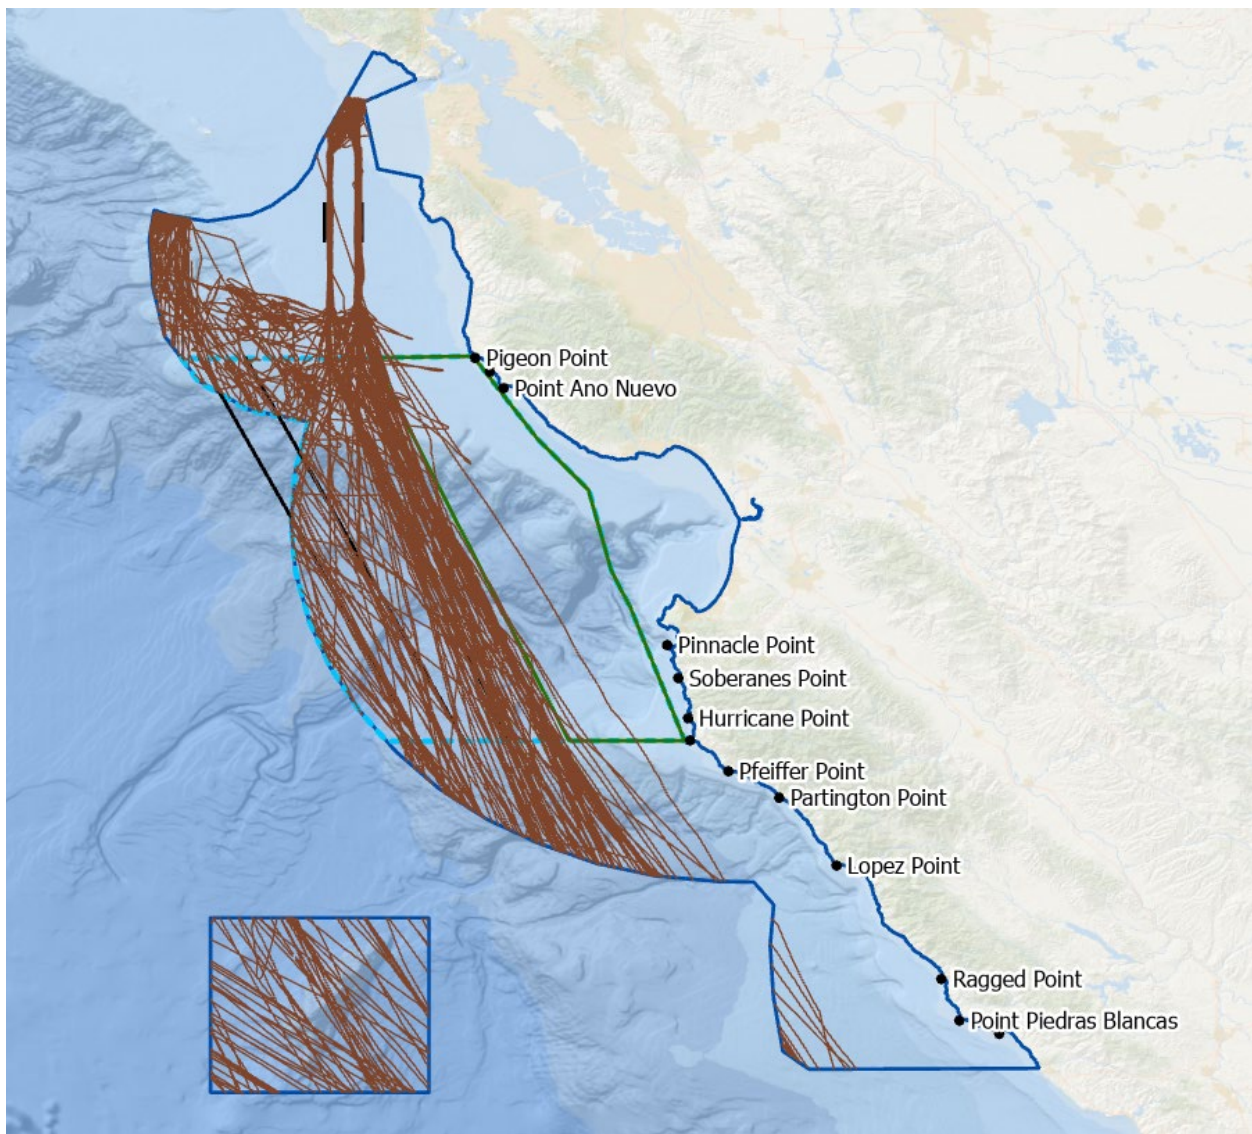 Pigeon Point
Point Ano Nuevo
Pinnacle Point
Soberanes Point
Hurricane Point
Pfeiffer Point
Partington Point
Lopez Point
Ragged Point
Point Piedras Blancas